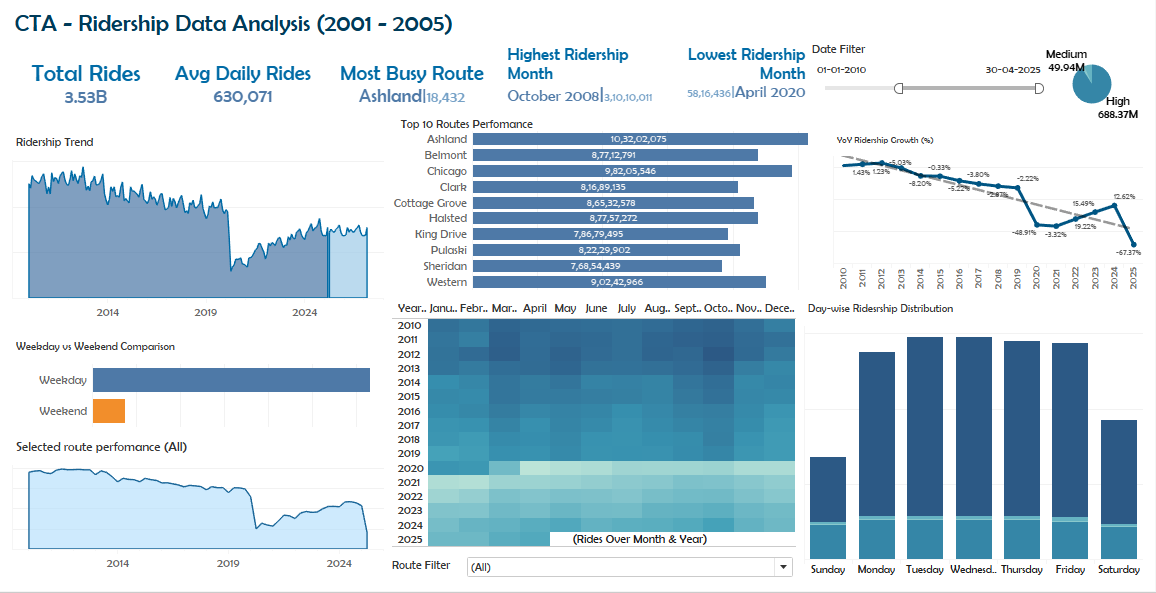 CTA - Ridership Data Analysis (2001 - 2005)
Total Rides
3.53B
Avg Daily Rides
630,071
Most Busy Route
Ashland|18,432
Highest Ridership
Month
October 2008|3,10,10,011
Lowest Ridership
Month
58,16,436|April 2020
Date Filter
01-01-2010 30-04-2025
Medium
49.94M
High
688.37M
Ridership Trend
2014 2019 2024
Top 10 Routes Perfomance
Ashland 10,32,02,075
Belmont 8,77,12,791
Chicago 9,82,05,546
Clark 8,16,89,135
Cottage Grove 8,65,32,578
Halsted 8,77,57,272
King Drive 7,86,79,495
Pulaski 8,22,29,902
Sheridan 7,68,54,439
Western 9,02,42,966
YoY Ridership Growth (%)
1.43% 1.23% -5.03% -8.20% -0.33% -5.22% -3.80% -2.87% -2.22% -48.91% -3.32% 19.22% 15.49% 12.62% -67.37%
2010 2011 2012 2013 2014 2015 2016 2017 2018 2019 2020 2021 2022 2023 2024 2025
Weekday vs Weekend Comparison
Weekday
Weekend
Selected route perfomance (All)
2014 2019 2024
Year.. Janu.. Febr.. Mar.. April May June July Aug.. Sept.. Octo.. Nov.. Dece..
2010
2011
2012
2013
2014
2015
2016
2017
2018
2019
2020
2021
2022
2023
2024
2025 (Rides Over Month & Year)
Route Filter (All)
Day-wise Ridesrship Distribution
Sunday Monday Tuesday Wednesd.. Thursday Friday Saturday